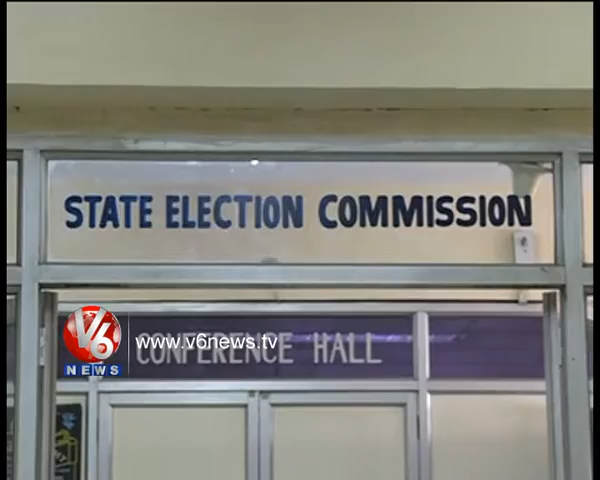 STATE ELECTION COMMISSION
CONFERENCE HALL
V6
NEWS
www.v6news.tv